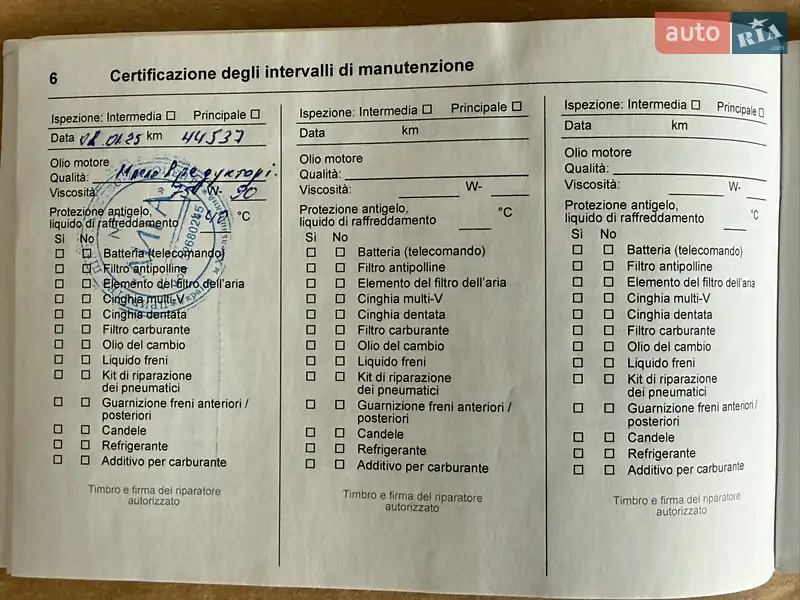 auto RIA.com
6 Certificazione degli intervalli di manutenzione
Ispezione: Intermedia ☐ Principale ☐
Data 02.01.25 km 44537
Olio motore
Qualità: Масло в редукторі.
Viscosità: 75 W- 90
Protezione antigelo,
liquido di raffreddamento °C
Sì No
☐ ☐ Batteria (telecomando)
☐ ☐ Filtro antipolline
☐ ☐ Elemento del filtro dell'aria
☐ ☐ Cinghia multi-V
☐ ☐ Cinghia dentata
☐ ☐ Filtro carburante
☐ ☐ Olio del cambio
☐ ☐ Liquido freni
☐ ☐ Kit di riparazione
dei pneumatici
☐ ☐ Guarnizione freni anteriori /
posteriori
☐ ☐ Candele
☐ ☐ Refrigerante
☐ ☐ Additivo per carburante
Timbro e firma del riparatore
autorizzato
Ispezione: Intermedia ☐ Principale ☐
Data km
Olio motore
Qualità:
Viscosità: W-
Protezione antigelo,
liquido di raffreddamento °C
Sì No
☐ ☐ Batteria (telecomando)
☐ ☐ Filtro antipolline
☐ ☐ Elemento del filtro dell'aria
☐ ☐ Cinghia multi-V
☐ ☐ Cinghia dentata
☐ ☐ Filtro carburante
☐ ☐ Olio del cambio
☐ ☐ Liquido freni
☐ ☐ Kit di riparazione
dei pneumatici
☐ ☐ Guarnizione freni anteriori /
posteriori
☐ ☐ Candele
☐ ☐ Refrigerante
☐ ☐ Additivo per carburante
Timbro e firma del riparatore
autorizzato
Ispezione: Intermedia ☐ Principale ☐
Data km
Olio motore
Qualità:
Viscosità: W-
Protezione antigelo,
liquido di raffreddamento °C
Sì No
☐ ☐ Batteria (telecomando)
☐ ☐ Filtro antipolline
☐ ☐ Elemento del filtro dell'aria
☐ ☐ Cinghia multi-V
☐ ☐ Cinghia dentata
☐ ☐ Filtro carburante
☐ ☐ Olio del cambio
☐ ☐ Liquido freni
☐ ☐ Kit di riparazione
dei pneumatici
☐ ☐ Guarnizione freni anteriori /
posteriori
☐ ☐ Candele
☐ ☐ Refrigerante
☐ ☐ Additivo per carburante
Timbro e firma del riparatore
autorizzato